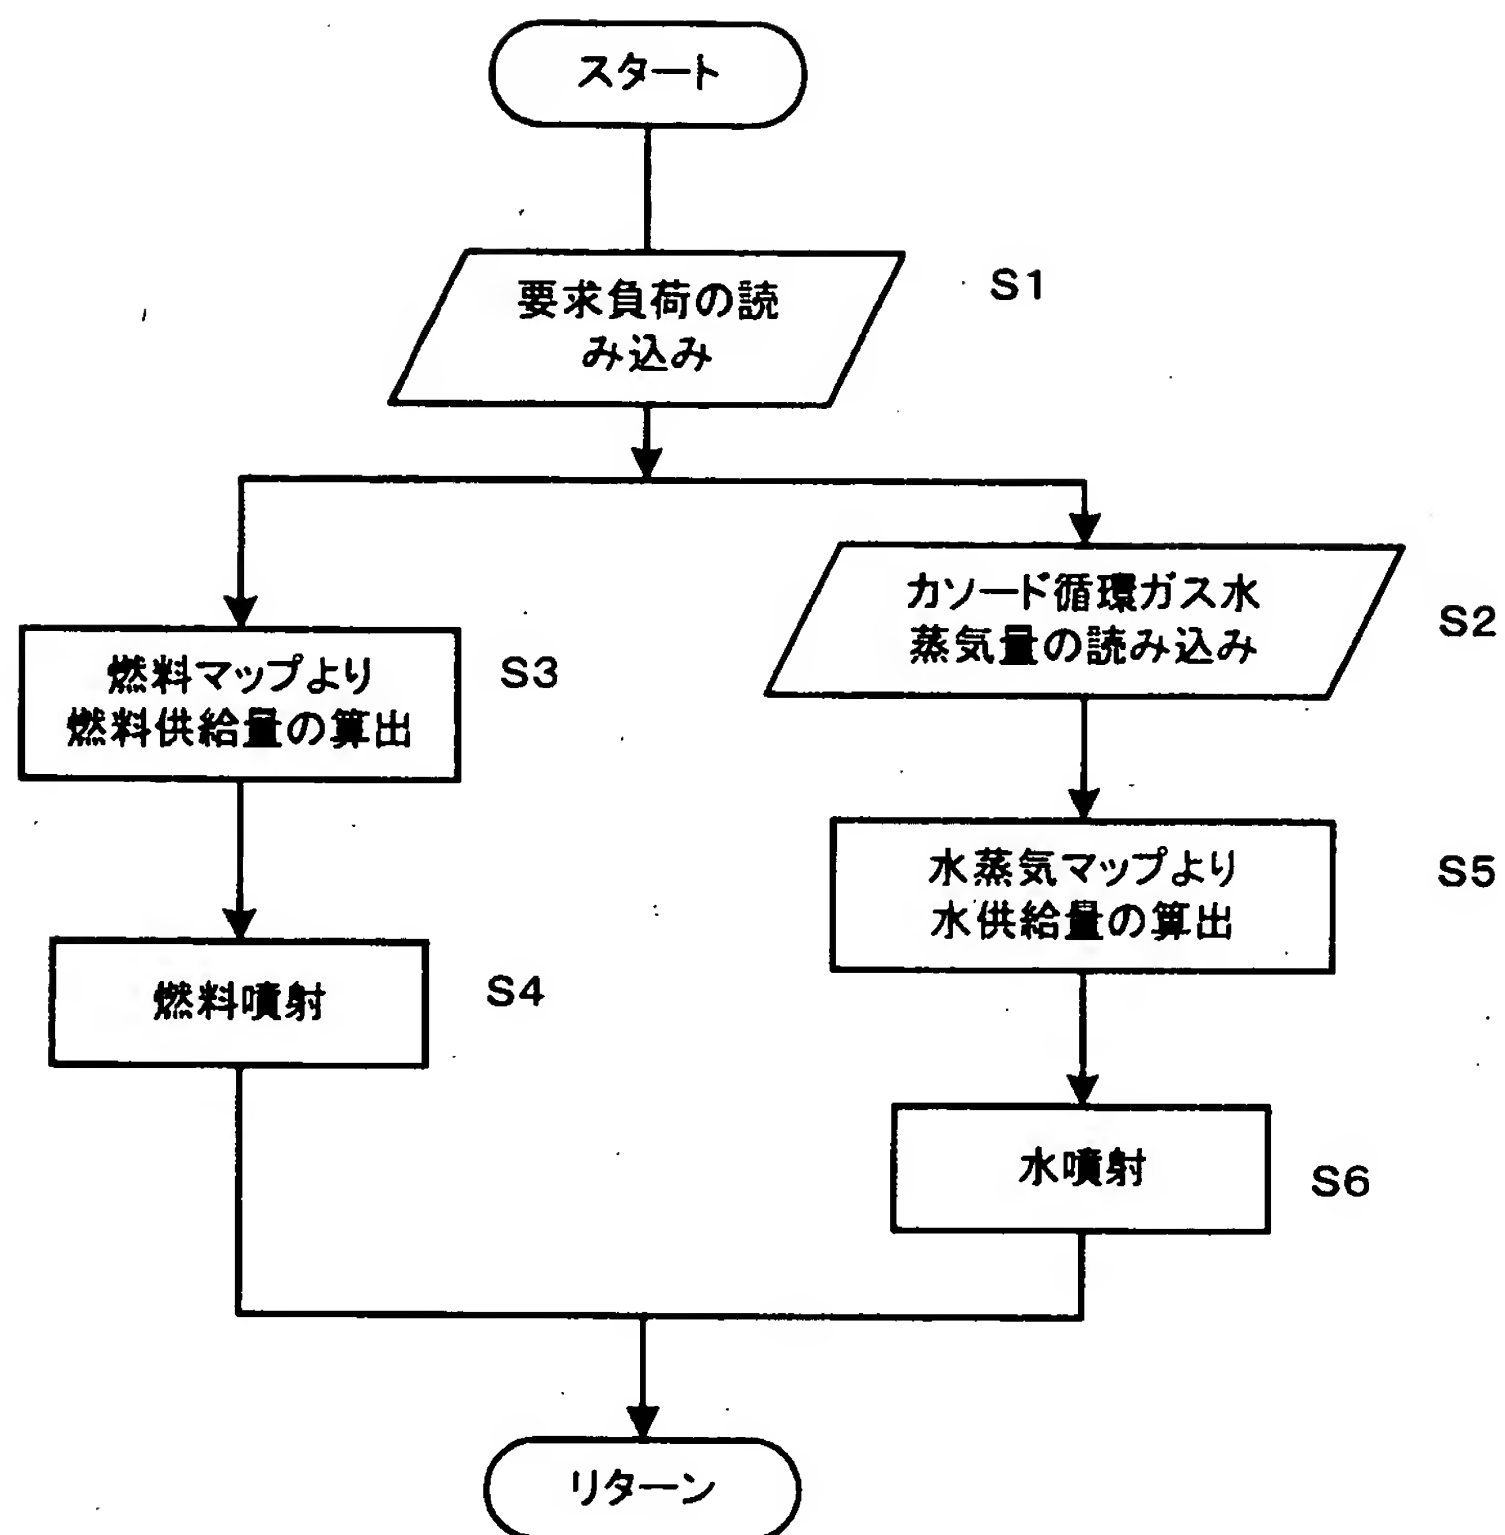 スタート
要求負荷の読
み込み
S1
カソード循環ガス水
蒸気量の読み込み
S2
燃料マップより
燃料供給量の算出
S3
水蒸気マップより
水供給量の算出
S5
燃料噴射
S4
水噴射
S6
リターン